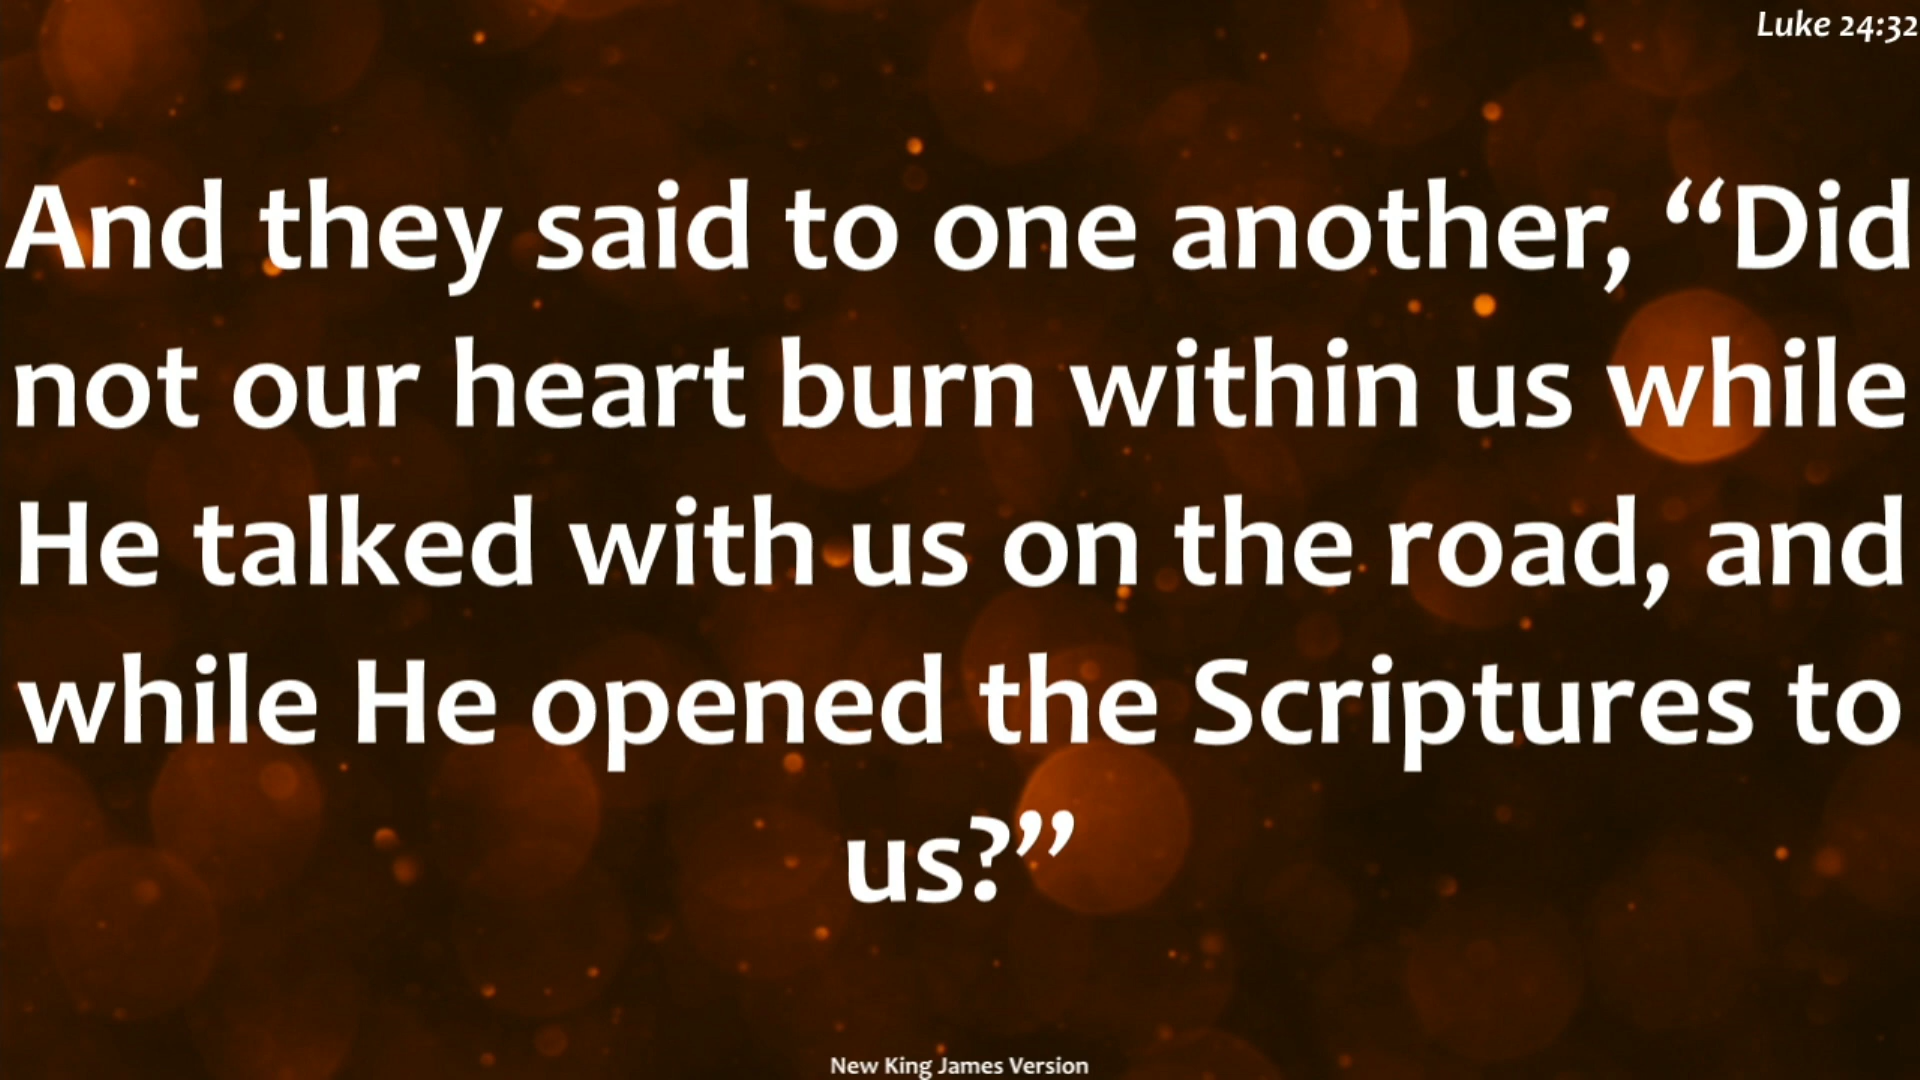 Luke 24:32
And they said to one another, “Did
not our heart burn within us while
He talked with us on the road, and
while He opened the Scriptures to
us?”
New King James Version